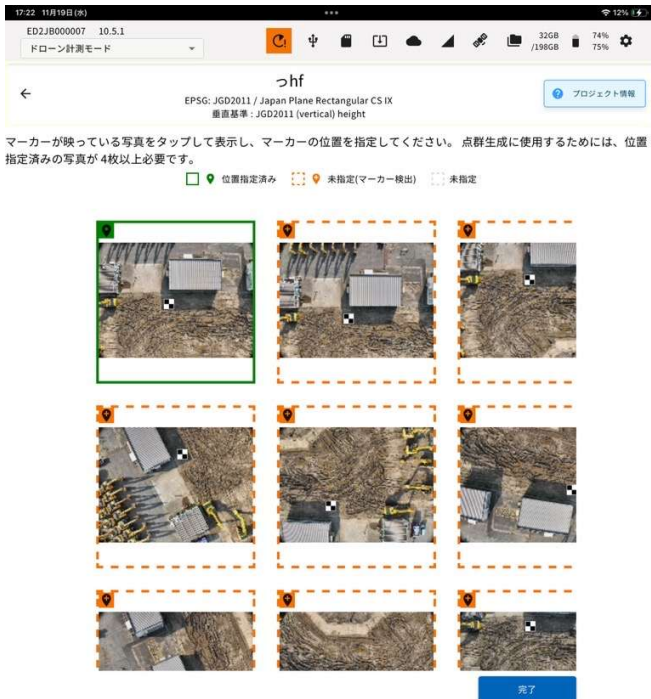 17:22 11月19日(水)
12%
ED2JB000007 10.5.1
ドローン計測モード
32GB
/198GB
74%
75%
つhf
EPSG: JGD2011 / Japan Plane Rectangular CS IX
垂直基準 : JGD2011 (vertical) height
プロジェクト情報
マーカーが映っている写真をタップして表示し、マーカーの位置を指定してください。 点群生成に使用するためには、位置
指定済みの写真が 4枚以上必要です。
位置指定済み 未指定(マーカー検出) 未指定
完了